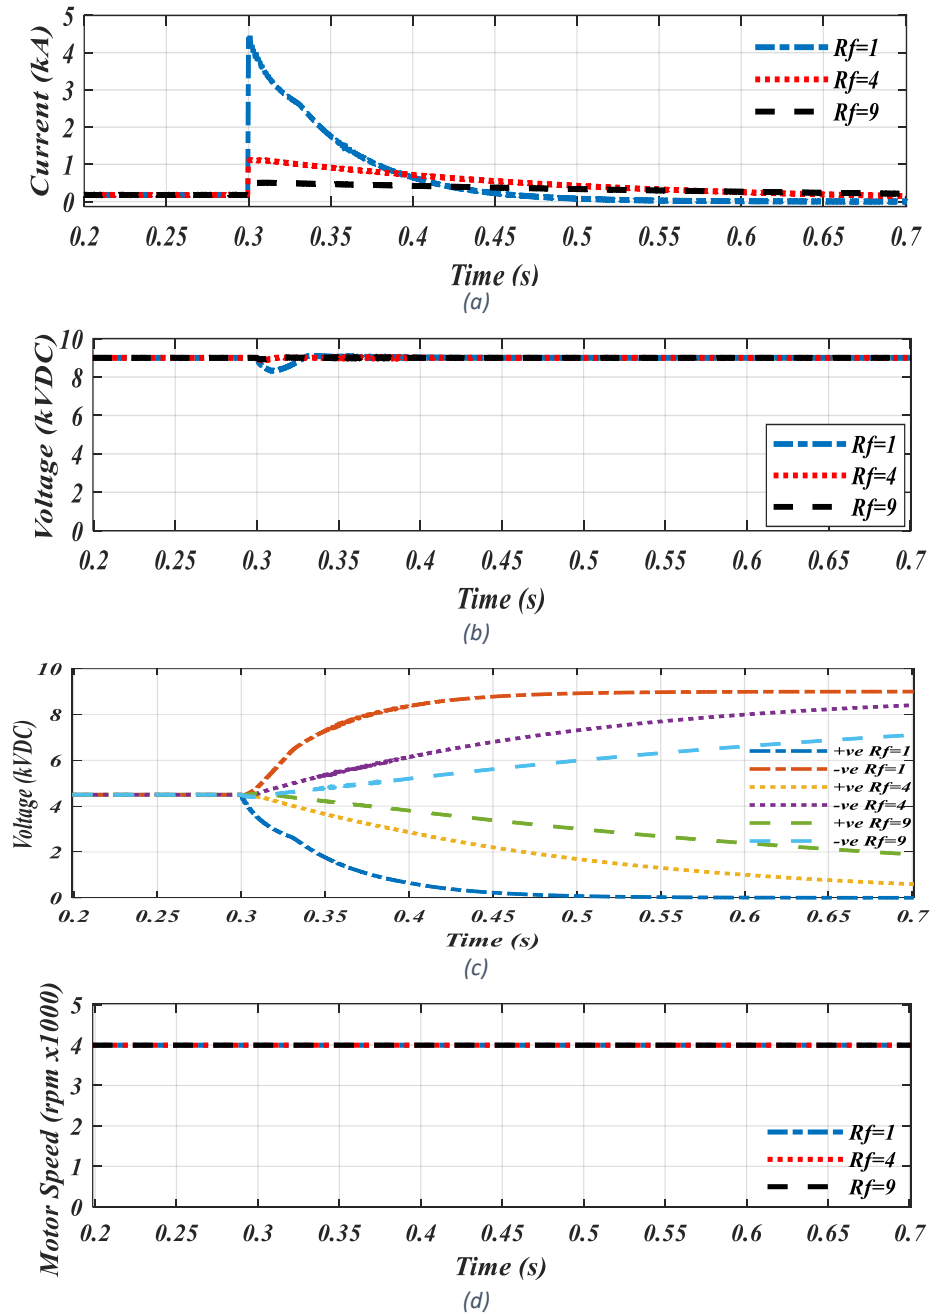 5
4
3
2
1
0
Current (kA)
Rf=1
Rf=4
Rf=9
0.2 0.25 0.3 0.35 0.4 0.45 0.5 0.55 0.6 0.65 0.7
Time (s)
(a)
10
8
6
4
2
0
Voltage (kVDC)
Rf=1
Rf=4
Rf=9
0.2 0.25 0.3 0.35 0.4 0.45 0.5 0.55 0.6 0.65 0.7
Time (s)
(b)
10
8
6
4
2
0
Voltage (kVDC)
+ve Rf=1
-ve Rf=1
+ve Rf=4
-ve Rf=4
+ve Rf=9
-ve Rf=9
0.2 0.25 0.3 0.35 0.4 0.45 0.5 0.55 0.6 0.65 0.7
Time (s)
(c)
5
4
3
2
1
0
Motor Speed (rpm x1000)
Rf=1
Rf=4
Rf=9
0.2 0.25 0.3 0.35 0.4 0.45 0.5 0.55 0.6 0.65 0.7
Time (s)
(d)